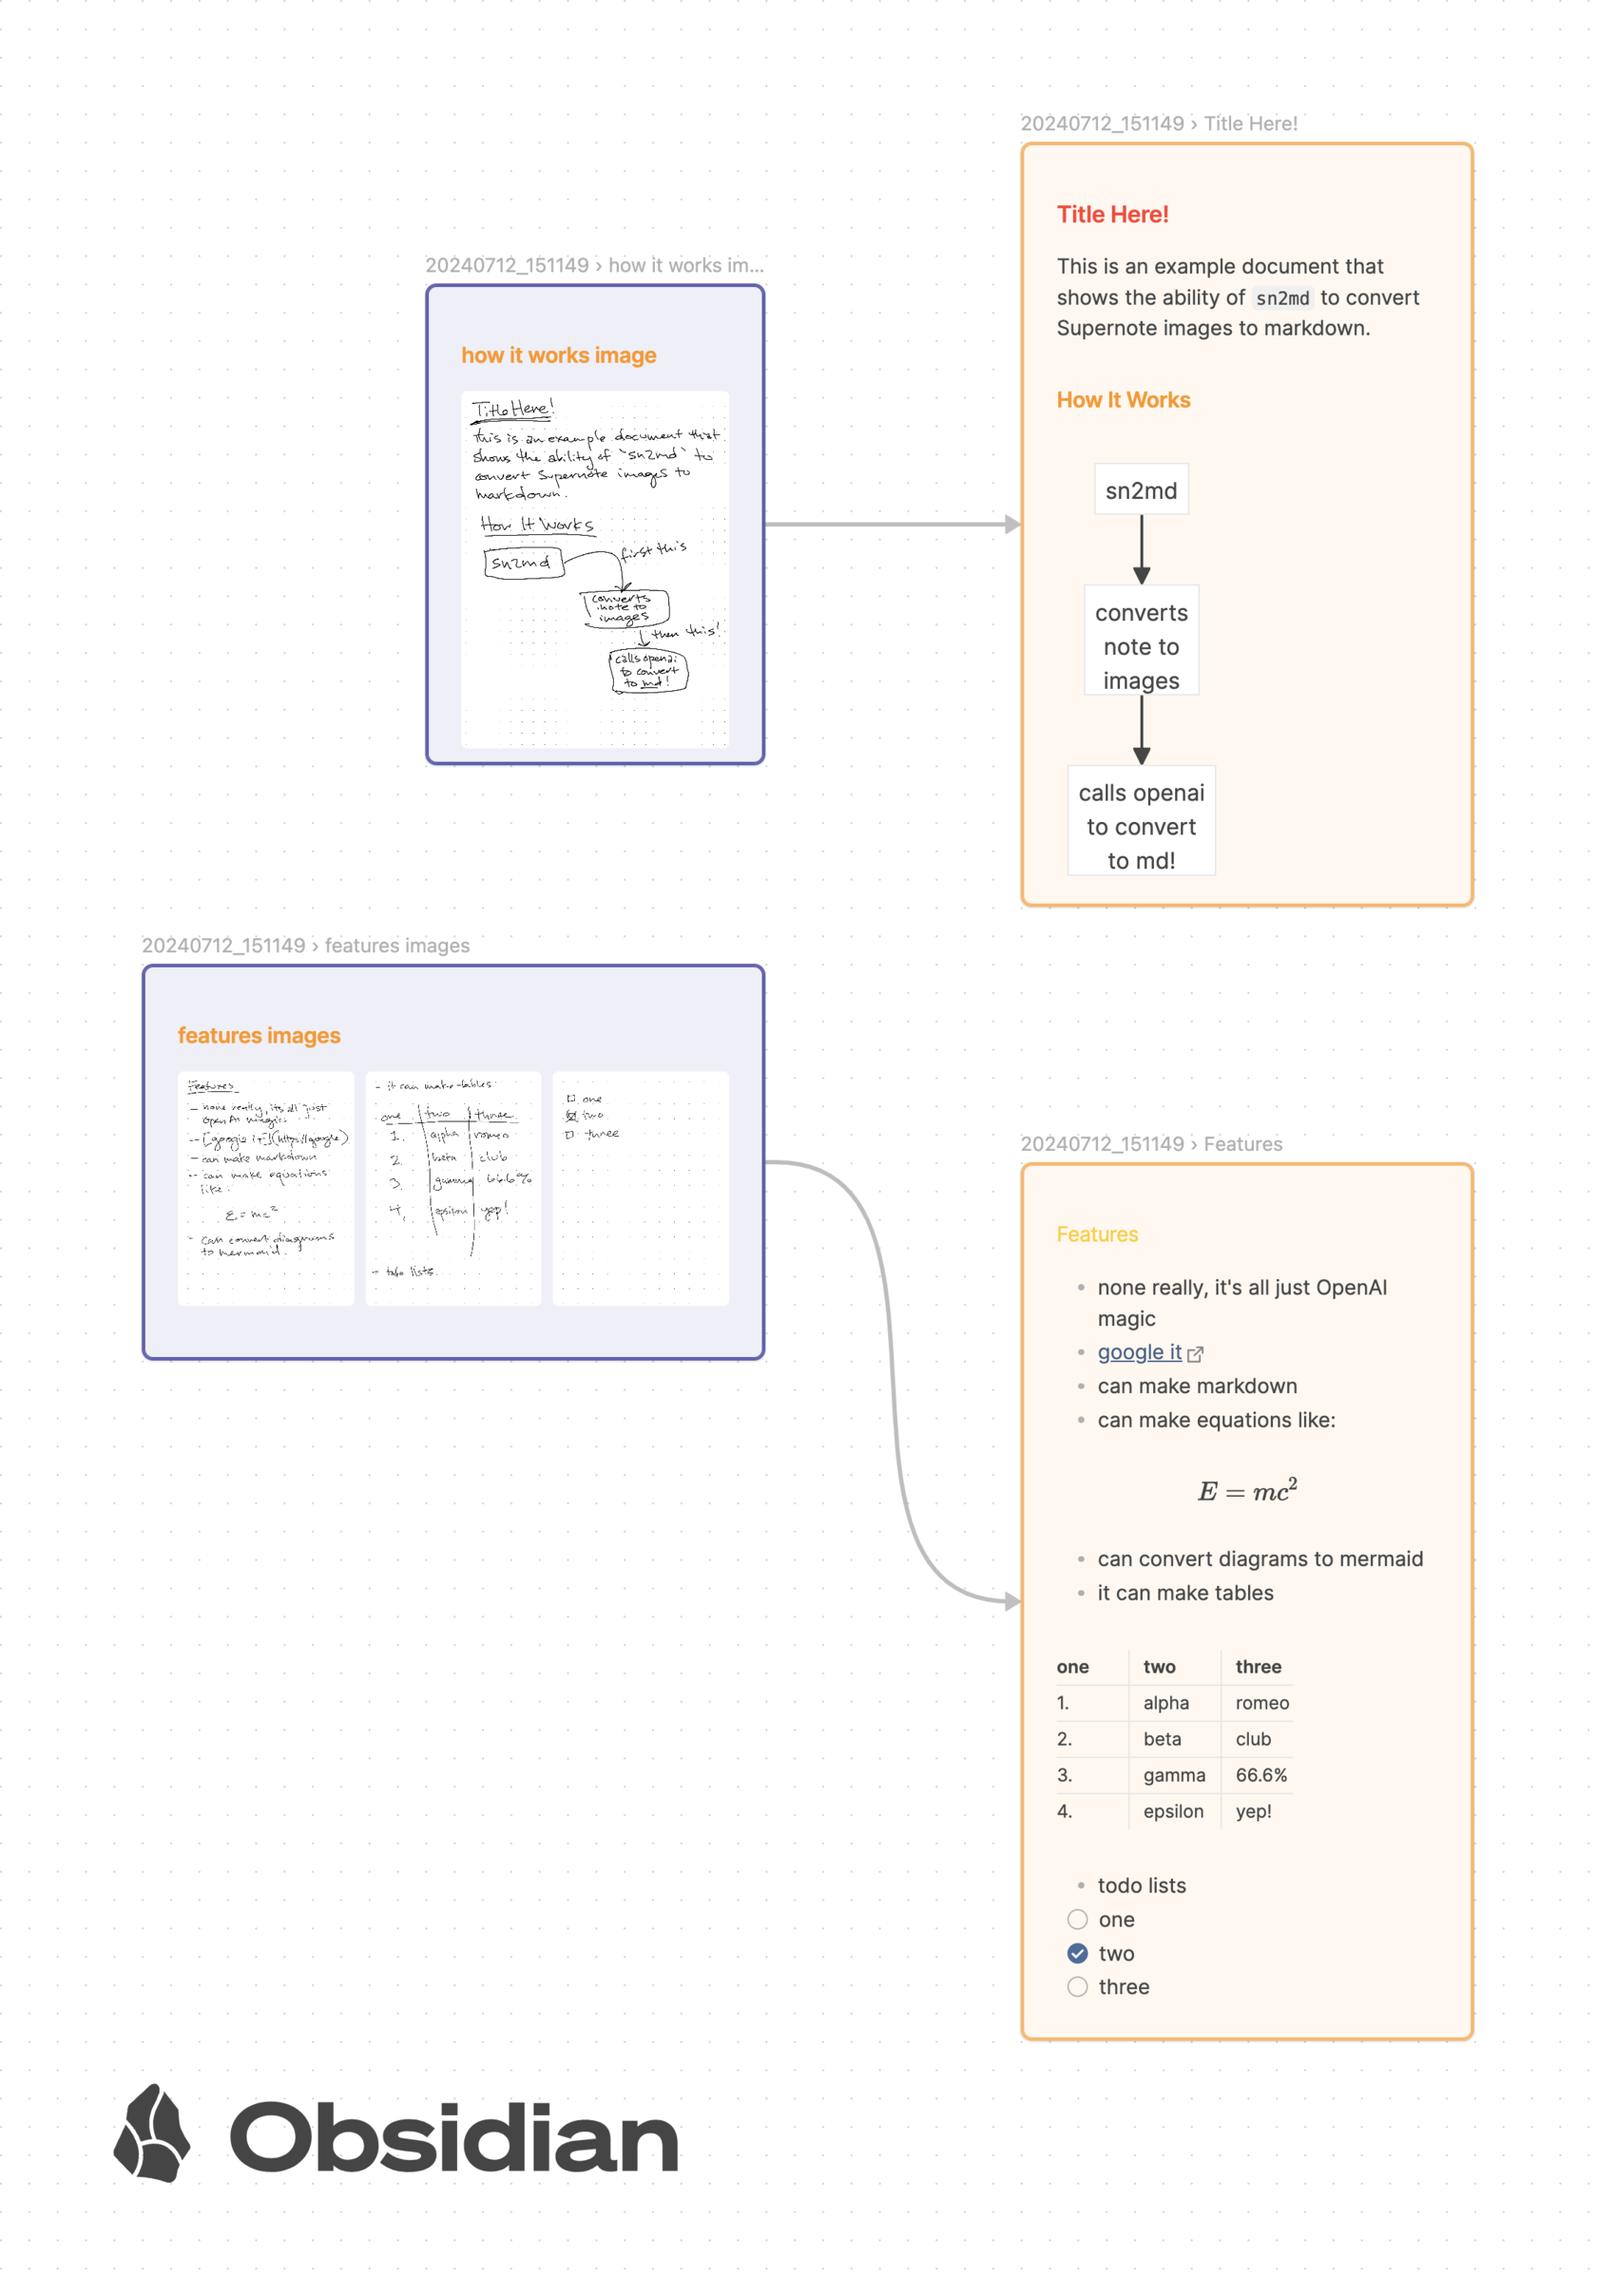 20240712_151149 › Title Here!
Title Here!
This is an example document that
shows the ability of sn2md to convert
Supernote images to markdown.
How It Works
sn2md
converts
note to
images
calls openai
to convert
to md!
20240712_151149 › how it works im...
how it works image
Title Here!
This is an example document that
shows the ability of `sn2md` to
convert Supernote images to
markdown.
How It Works
sn2md
first this
converts
note to
images
then this!
calls openai
to convert
to md!
20240712_151149 › features images
features images
Features
- none really, its all just
OpenAI magic
- [google it](https://google)
- can make markdown
- can make equations
like:
E = mc²
- can convert diagrams
to mermaid.
- it can make tables
one two three
1. alpha romeo
2. beta club
3. gamma 66.6%
4. epsilon yep!
- todo lists
one
two
three
20240712_151149 › Features
Features
• none really, it's all just OpenAI
magic
• google it
• can make markdown
• can make equations like:
E = mc²
• can convert diagrams to mermaid
• it can make tables
one two three
1. alpha romeo
2. beta club
3. gamma 66.6%
4. epsilon yep!
• todo lists
one
two
three
Obsidian